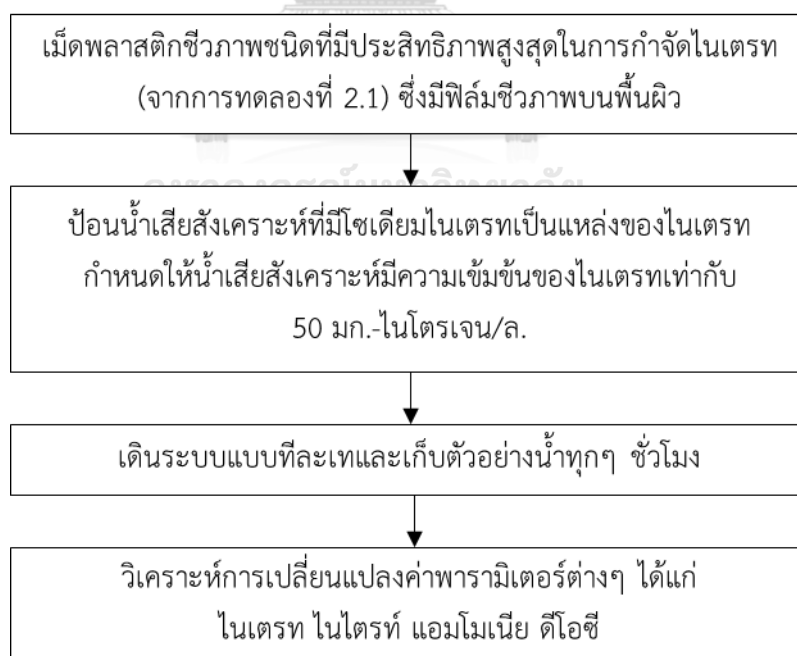 เม็ดพลาสติกชีวภาพชนิดที่มีประสิทธิภาพสูงสุดในการกำจัดไนเตรท
(จากการทดลองที่ 2.1) ซึ่งมีฟิล์มชีวภาพบนพื้นผิว
ป้อนน้ำเสียสังเคราะห์ที่มีโซเดียมไนเตรทเป็นแหล่งของไนเตรท
กำหนดให้น้ำเสียสังเคราะห์มีความเข้มข้นของไนเตรทเท่ากับ
50 มก.-ไนโตรเจน/ล.
เดินระบบแบบทีละเทและเก็บตัวอย่างน้ำทุกๆ ชั่วโมง
วิเคราะห์การเปลี่ยนแปลงค่าพารามิเตอร์ต่างๆ ได้แก่
ไนเตรท ไนไตรท์ แอมโมเนีย ดีโอซี